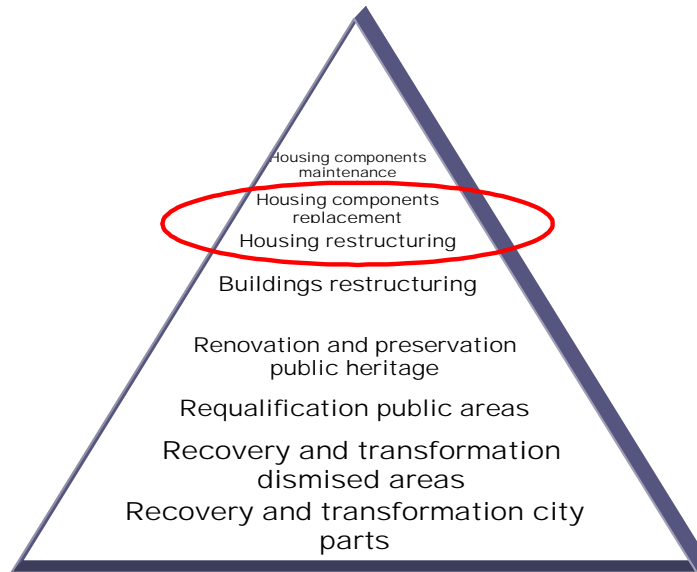 Housing components
maintenance
Housing components
replacement
Housing restructuring
Buildings restructuring
Renovation and preservation
public heritage
Requalification public areas
Recovery and transformation
dismised areas
Recovery and transformation city
parts